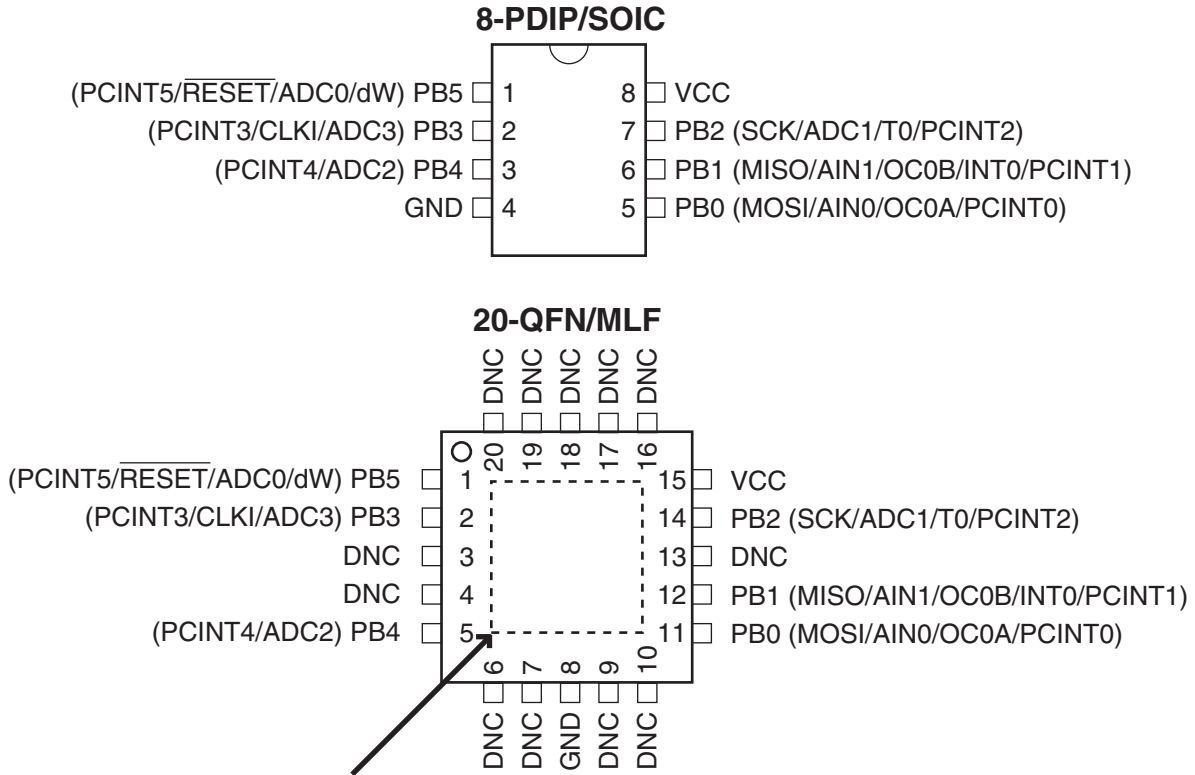 8-PDIP/SOIC
(PCINT5/RESET/ADC0/dW) PB5 1 8 VCC
(PCINT3/CLKI/ADC3) PB3 2 7 PB2 (SCK/ADC1/T0/PCINT2)
(PCINT4/ADC2) PB4 3 6 PB1 (MISO/AIN1/OC0B/INT0/PCINT1)
GND 4 5 PB0 (MOSI/AIN0/OC0A/PCINT0)
20-QFN/MLF
DNC DNC DNC DNC DNC
20 19 18 17 16
(PCINT5/RESET/ADC0/dW) PB5 1 15 VCC
(PCINT3/CLKI/ADC3) PB3 2 14 PB2 (SCK/ADC1/T0/PCINT2)
DNC 3 13 DNC
DNC 4 12 PB1 (MISO/AIN1/OC0B/INT0/PCINT1)
(PCINT4/ADC2) PB4 5 11 PB0 (MOSI/AIN0/OC0A/PCINT0)
6 7 8 9 10
DNC DNC GND DNC DNC